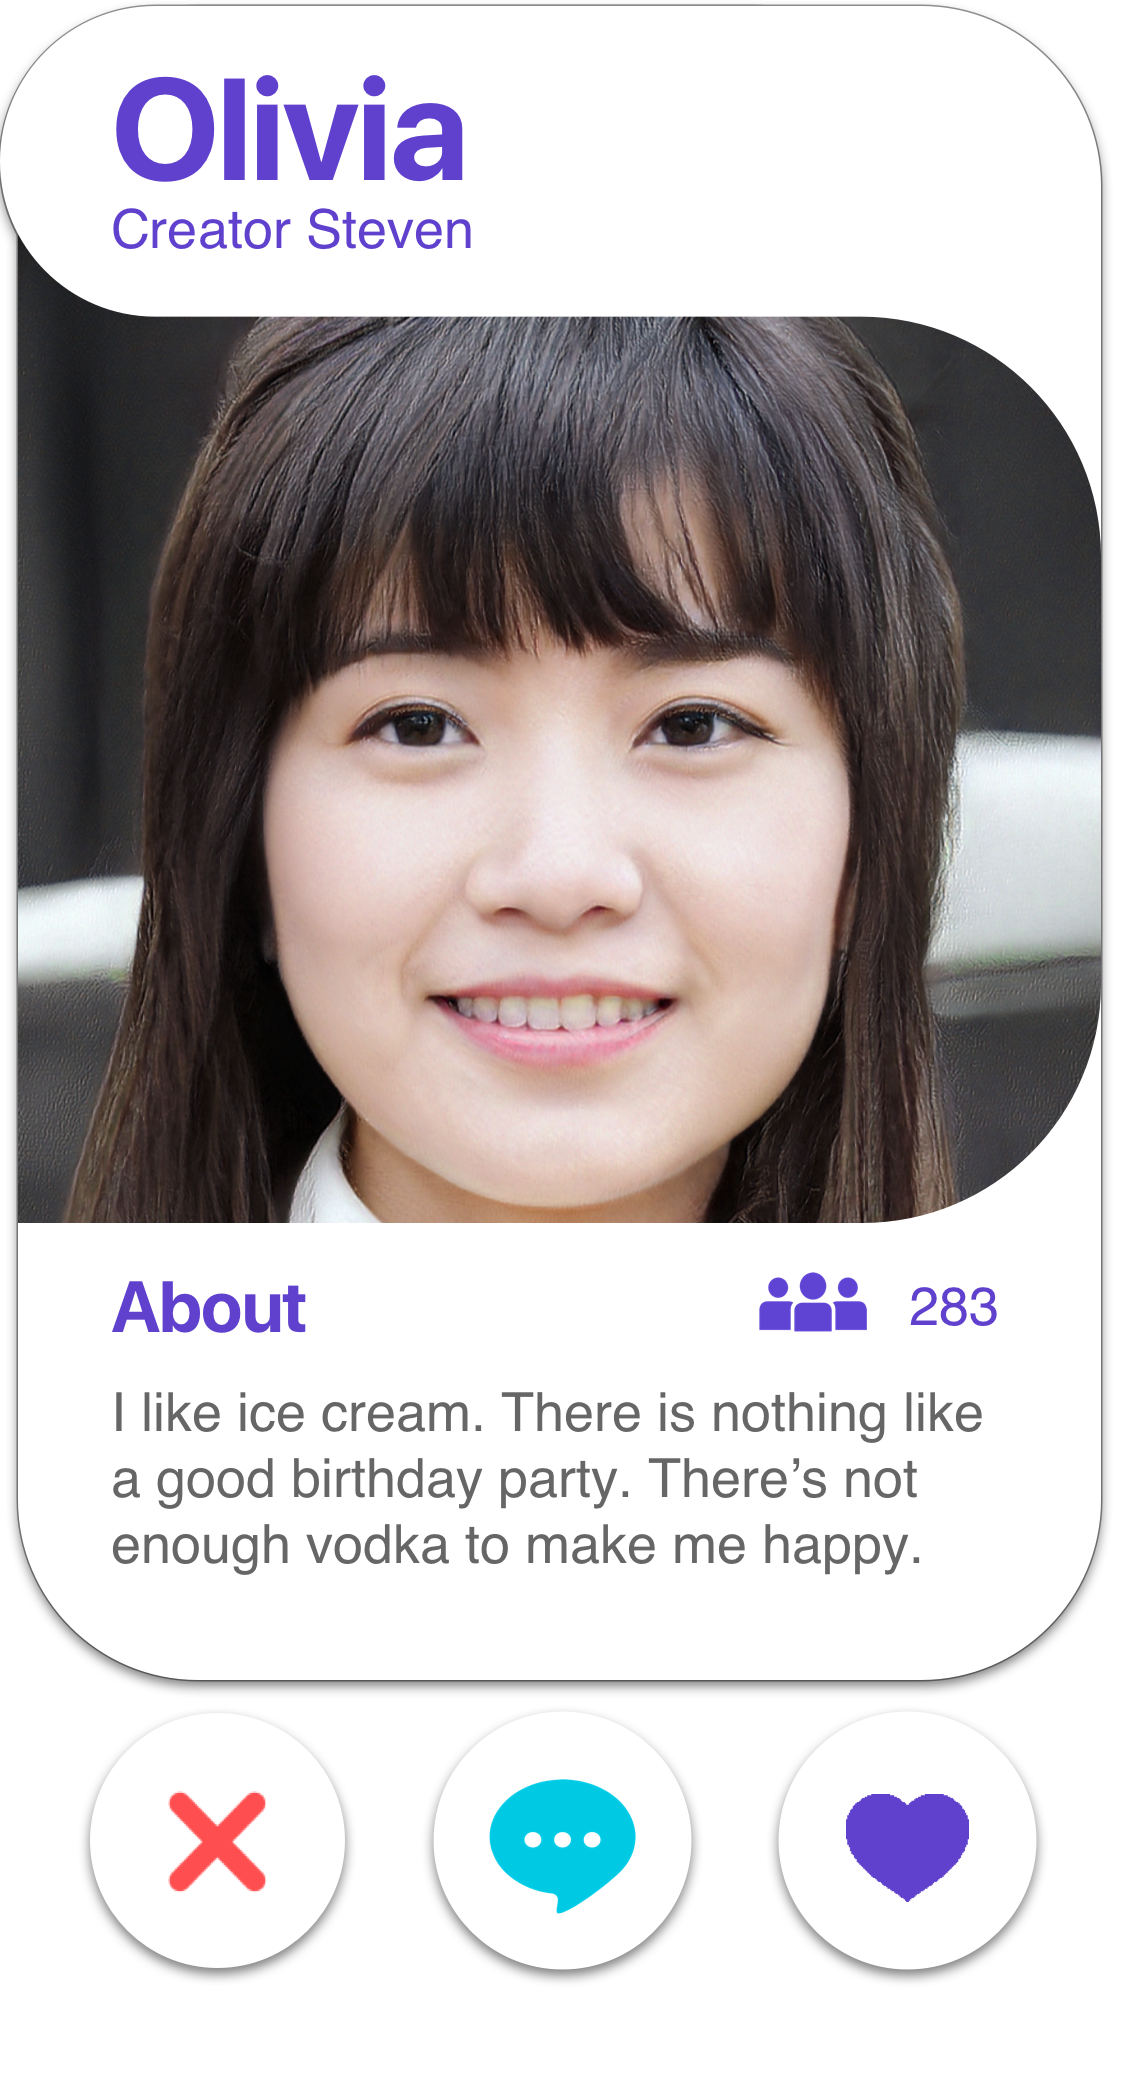 Olivia
Creator Steven
About
283
I like ice cream. There is nothing like
a good birthday party. There’s not
enough vodka to make me happy.